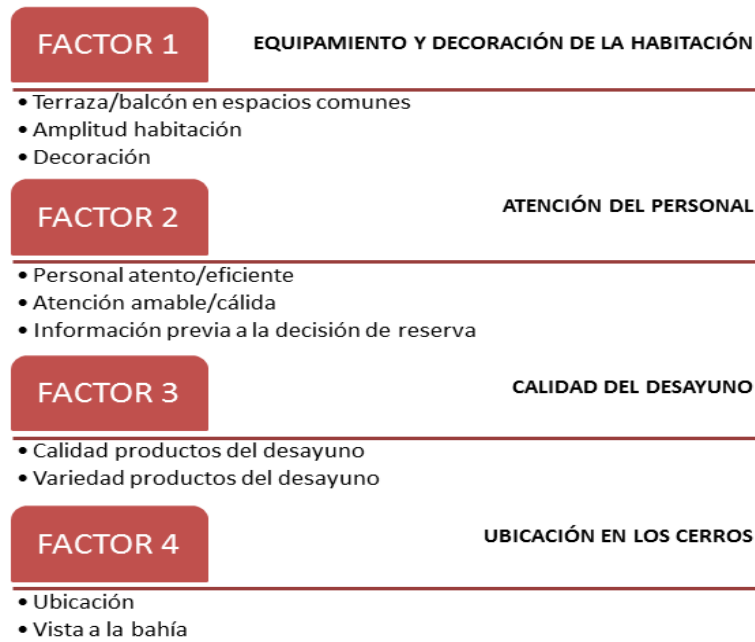 FACTOR 1
EQUIPAMIENTO Y DECORACIÓN DE LA HABITACIÓN
• Terraza/balcón en espacios comunes
• Amplitud habitación
• Decoración
FACTOR 2
ATENCIÓN DEL PERSONAL
• Personal atento/eficiente
• Atención amable/cálida
• Información previa a la decisión de reserva
FACTOR 3
CALIDAD DEL DESAYUNO
• Calidad productos del desayuno
• Variedad productos del desayuno
FACTOR 4
UBICACIÓN EN LOS CERROS
• Ubicación
• Vista a la bahía